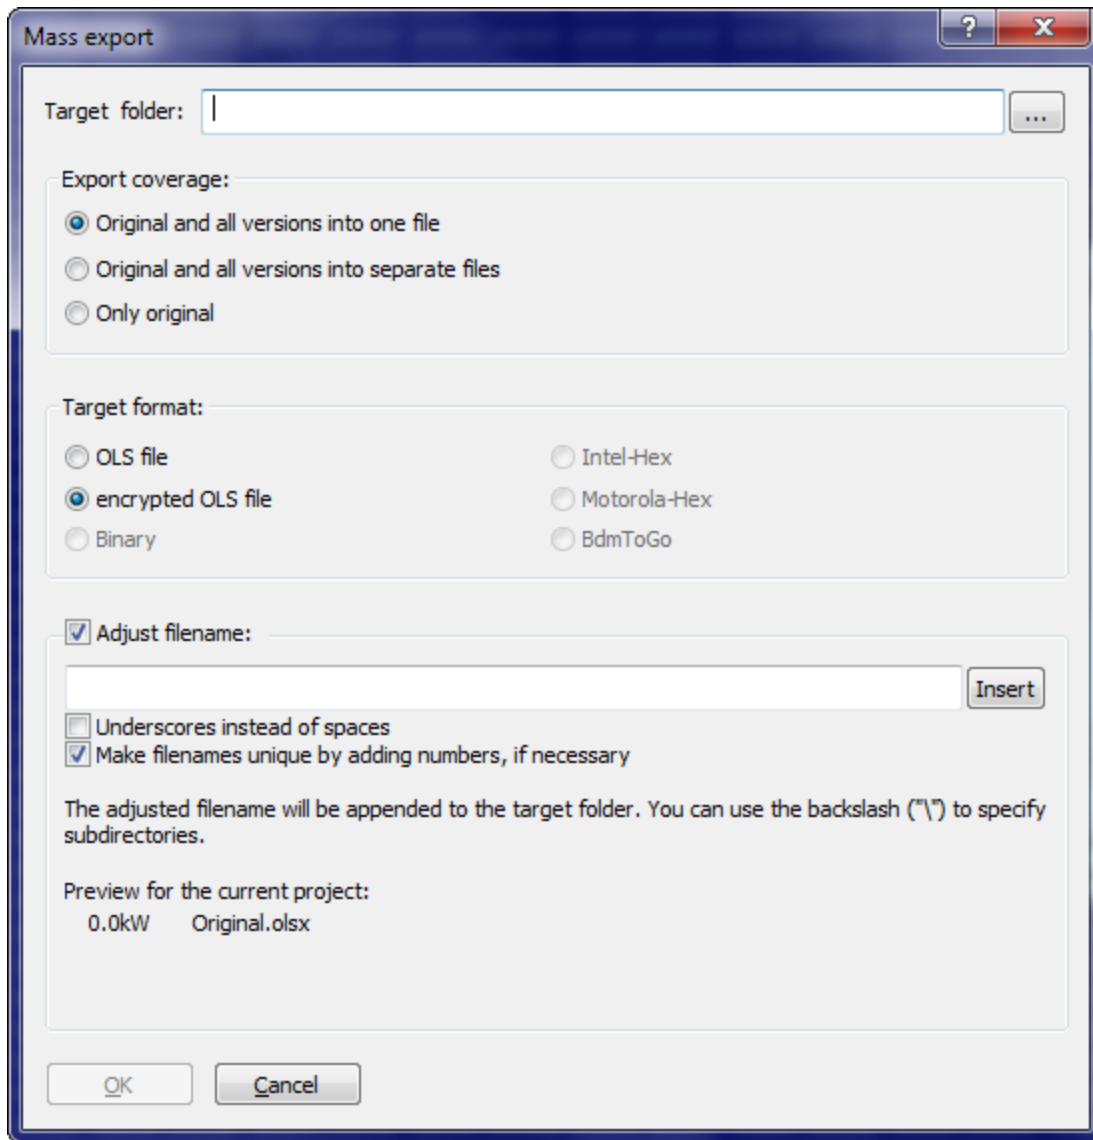 Mass export
?
X
Target folder:
...
Export coverage:
Original and all versions into one file
Original and all versions into separate files
Only original
Target format:
OLS file
Intel-Hex
encrypted OLS file
Motorola-Hex
Binary
BdmToGo
Adjust filename:
Insert
Underscores instead of spaces
Make filenames unique by adding numbers, if necessary
The adjusted filename will be appended to the target folder. You can use the backslash ("\") to specify
subdirectories.
Preview for the current project:
0.0kW Original.olsx
OK Cancel